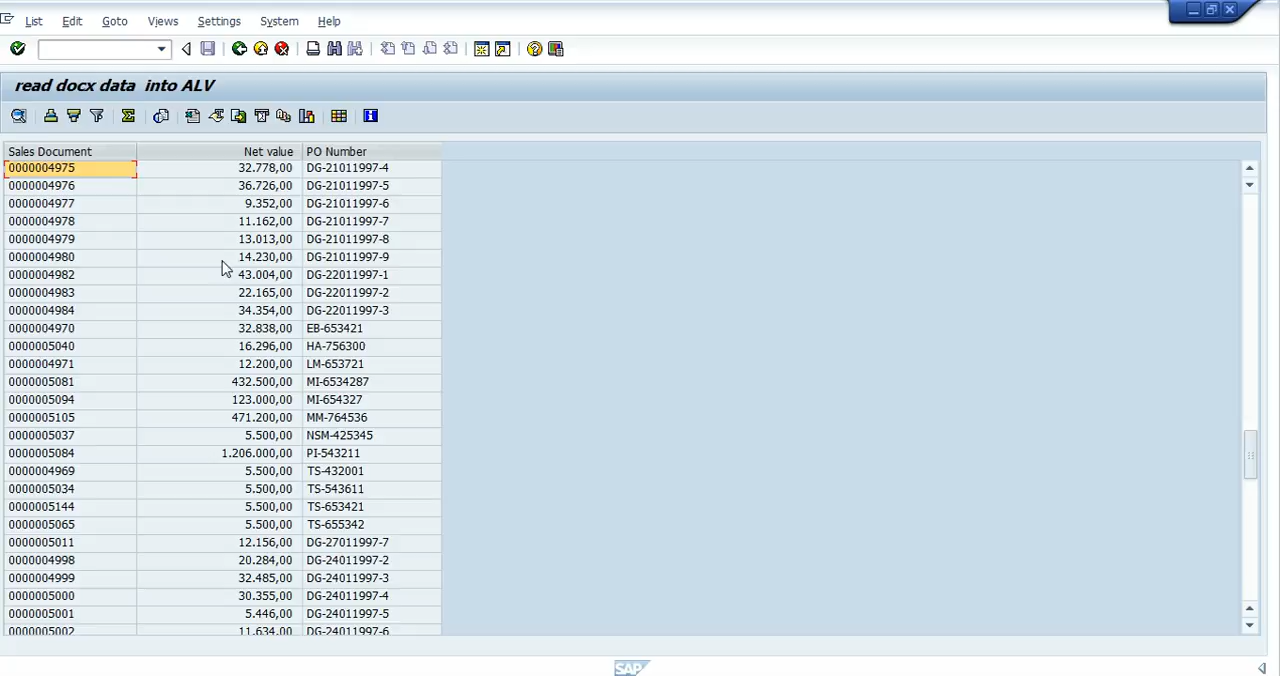 List Edit Goto Views Settings System Help
read docx data into ALV
Sales Document Net value PO Number
0000004975 32.778,00 DG-21011997-4
0000004976 36.726,00 DG-21011997-5
0000004977 9.352,00 DG-21011997-6
0000004978 11.162,00 DG-21011997-7
0000004979 13.013,00 DG-21011997-8
0000004980 14.230,00 DG-21011997-9
0000004982 43.004,00 DG-22011997-1
0000004983 22.165,00 DG-22011997-2
0000004984 34.354,00 DG-22011997-3
0000004970 32.838,00 EB-653421
0000005040 16.296,00 HA-756300
0000004971 12.200,00 LM-653721
0000005081 432.500,00 MI-6534287
0000005094 123.000,00 MI-654327
0000005105 471.200,00 MM-764536
0000005037 5.500,00 NSM-425345
0000005084 1.206.000,00 PI-543211
0000004969 5.500,00 TS-432001
0000005034 5.500,00 TS-543611
0000005144 5.500,00 TS-653421
0000005065 5.500,00 TS-655342
0000005011 12.156,00 DG-27011997-7
0000004998 20.284,00 DG-24011997-2
0000004999 32.485,00 DG-24011997-3
0000005000 30.355,00 DG-24011997-4
0000005001 5.446,00 DG-24011997-5
0000005002 11.634,00 DG-24011997-6
SAP